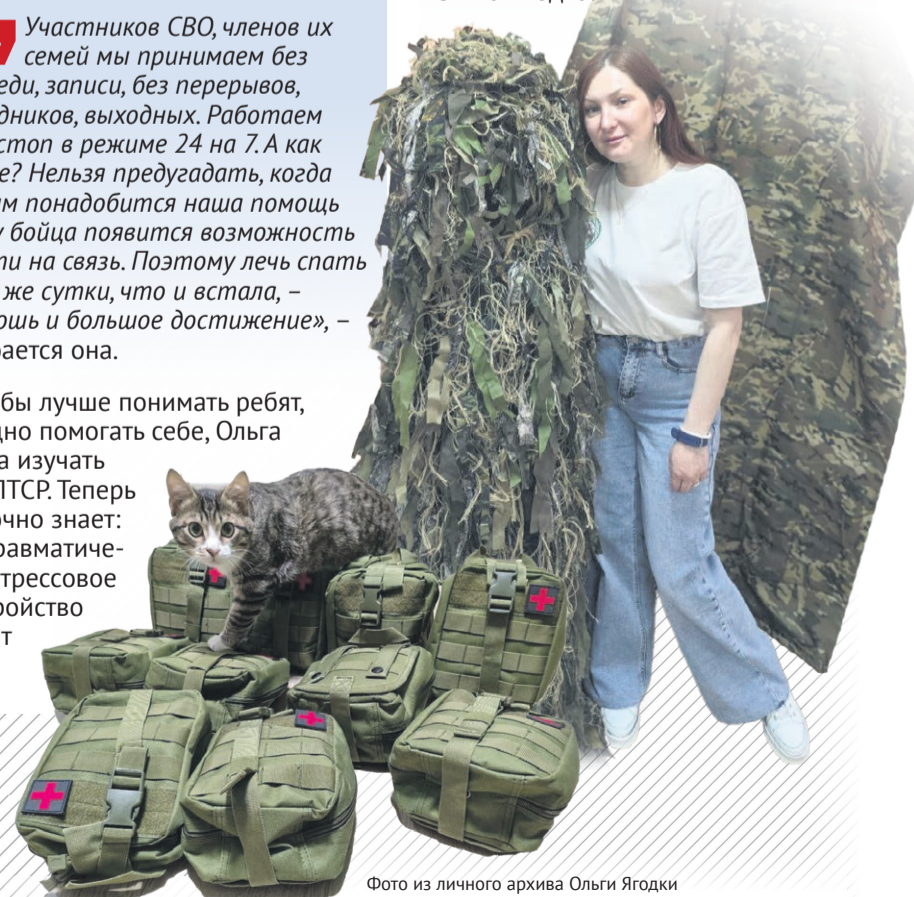 Участников СВО, членов их
семей мы принимаем без
еди, записи, без перерывов,
дников, выходных. Работаем
стоп в режиме 24 на 7. А как
е? Нельзя предугадать, когда
м понадобится наша помощь
у бойца появится возможность
ти на связь. Поэтому лечь спать
же сутки, что и встала, –
ошь и большое достижение», –
ается она.
бы лучше понимать ребят,
дно помогать себе, Ольга
а изучать
ПТСР. Теперь
очно знает:
равматиче-
трессовое
ройство
т
Фото из личного архива Ольги Ягодки